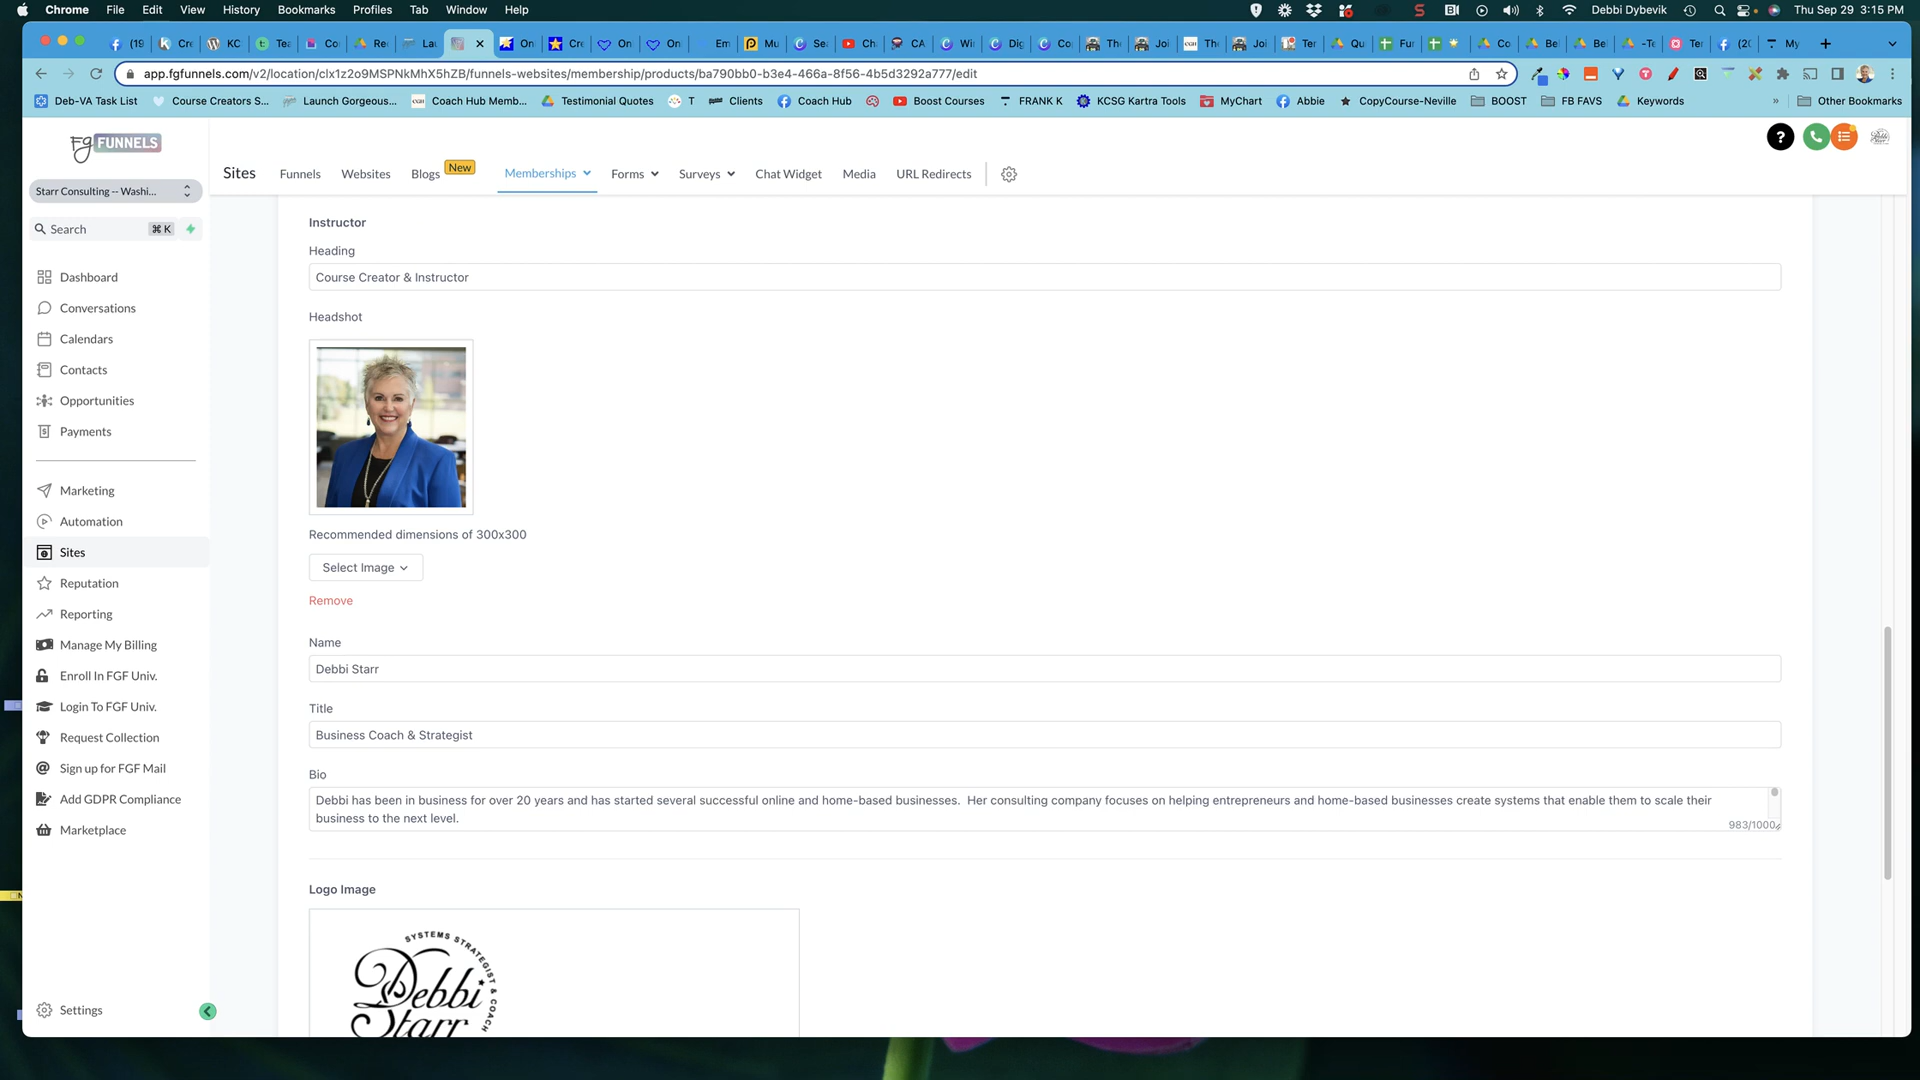 Chrome File Edit View History Bookmarks Profiles Tab Window Help
Debbi Dybevik Thu Sep 29 3:15 PM
app.fgfunnels.com/v2/location/clx1z2o9MSPNkMhX5hZB/funnels-websites/membership/products/ba790bb0-b3e4-466a-8f56-4b5d3292a777/edit
Deb-VA Task List Course Creators S... Launch Gorgeous... Coach Hub Memb... Testimonial Quotes T Clients Coach Hub Boost Courses FRANK K KCSG Kartra Tools MyChart Abbie CopyCourse-Neville BOOST FB FAVS Keywords » Other Bookmarks
Fg FUNNELS
Starr Consulting -- Washi...
Search ⌘ K
Dashboard
Conversations
Calendars
Contacts
Opportunities
Payments
Marketing
Automation
Sites
Reputation
Reporting
Manage My Billing
Enroll In FGF Univ.
Login To FGF Univ.
Request Collection
Sign up for FGF Mail
Add GDPR Compliance
Marketplace
Settings
Sites Funnels Websites Blogs New Memberships Forms Surveys Chat Widget Media URL Redirects
Instructor
Heading
Course Creator & Instructor
Headshot
Recommended dimensions of 300x300
Select Image
Remove
Name
Debbi Starr
Title
Business Coach & Strategist
Bio
Debbi has been in business for over 20 years and has started several successful online and home-based businesses.  Her consulting company focuses on helping entrepreneurs and home-based businesses create systems that enable them to scale their
business to the next level.
983/1000
Logo Image
SYSTEMS STRATEGIST & COACH
Debbi
Starr